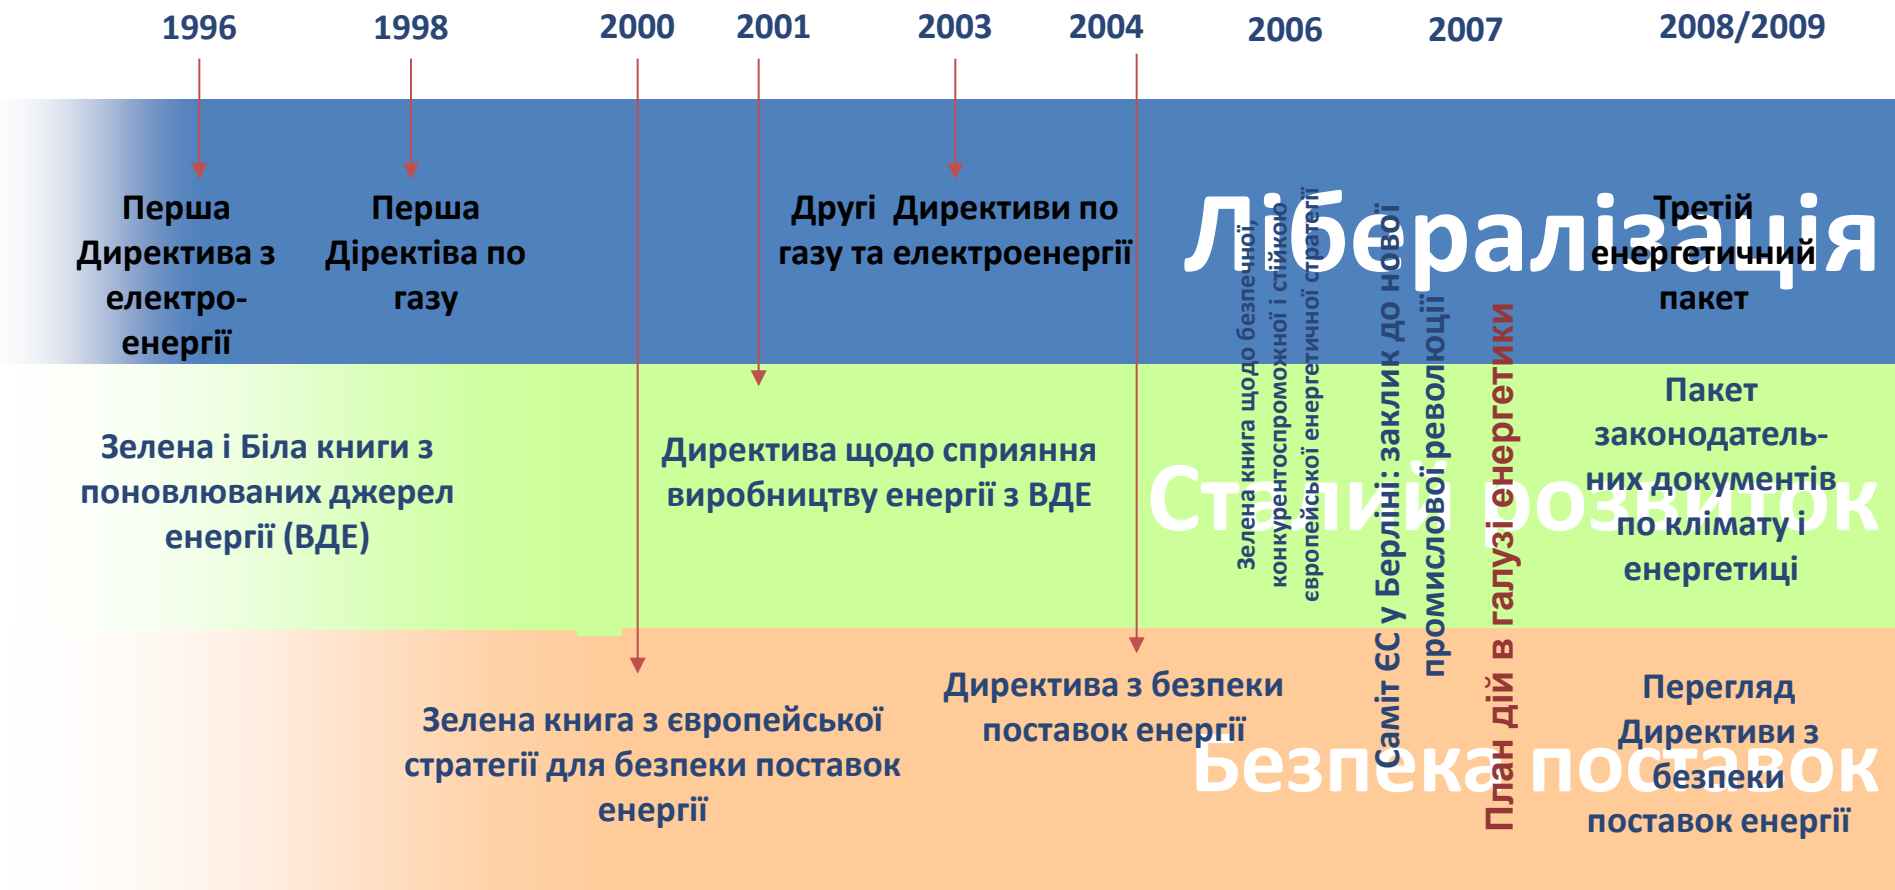 1996 1998 2000 2001 2003 2004 2006 2007 2008/2009
Перша
Директива з
електро-
енергії
Перша
Діректіва по
газу
Другі Директиви по
газу та електроенергії
Лібералізація
Третій
енергетичний
пакет
Зелена книга щодо безпечної,
конкурентоспроможної і стійкою
європейської енергетичної стратегії
Саміт ЄС у Берліні: заклик до нової
промислової революції
План дій в галузі енергетики
Зелена і Біла книги з
поновлюваних джерел
енергії (ВДЕ)
Директива щодо сприяння
виробництву енергії з ВДЕ
Сталий розвиток
Пакет
законодатель-
них документів
по клімату і
енергетиці
Зелена книга з європейської
стратегії для безпеки поставок
енергії
Директива з безпеки
поставок енергії
Безпека поставок
Перегляд
Директиви з
безпеки
поставок енергії